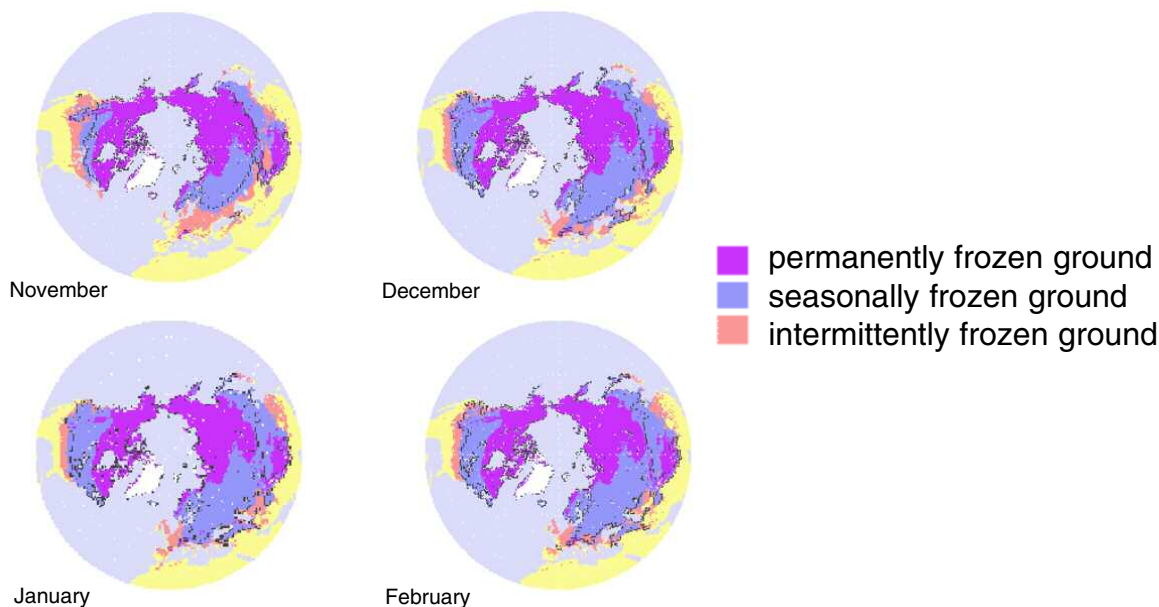 November
December
permanently frozen ground
seasonally frozen ground
intermittently frozen ground
January
February